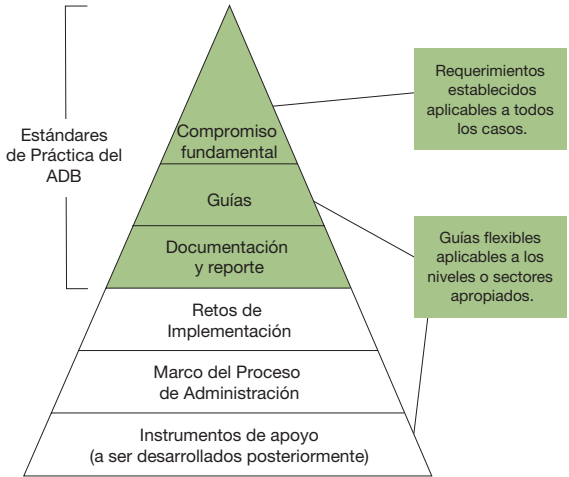 Estándares
de Práctica del
ADB
Compromiso
fundamental
Guías
Documentación
y reporte
Retos de
Implementación
Marco del Proceso
de Administración
Instrumentos de apoyo
(a ser desarrollados posteriormente)
Requerimientos
establecidos
aplicables a todos
los casos.
Guías flexibles
aplicables a los
niveles o sectores
apropiados.